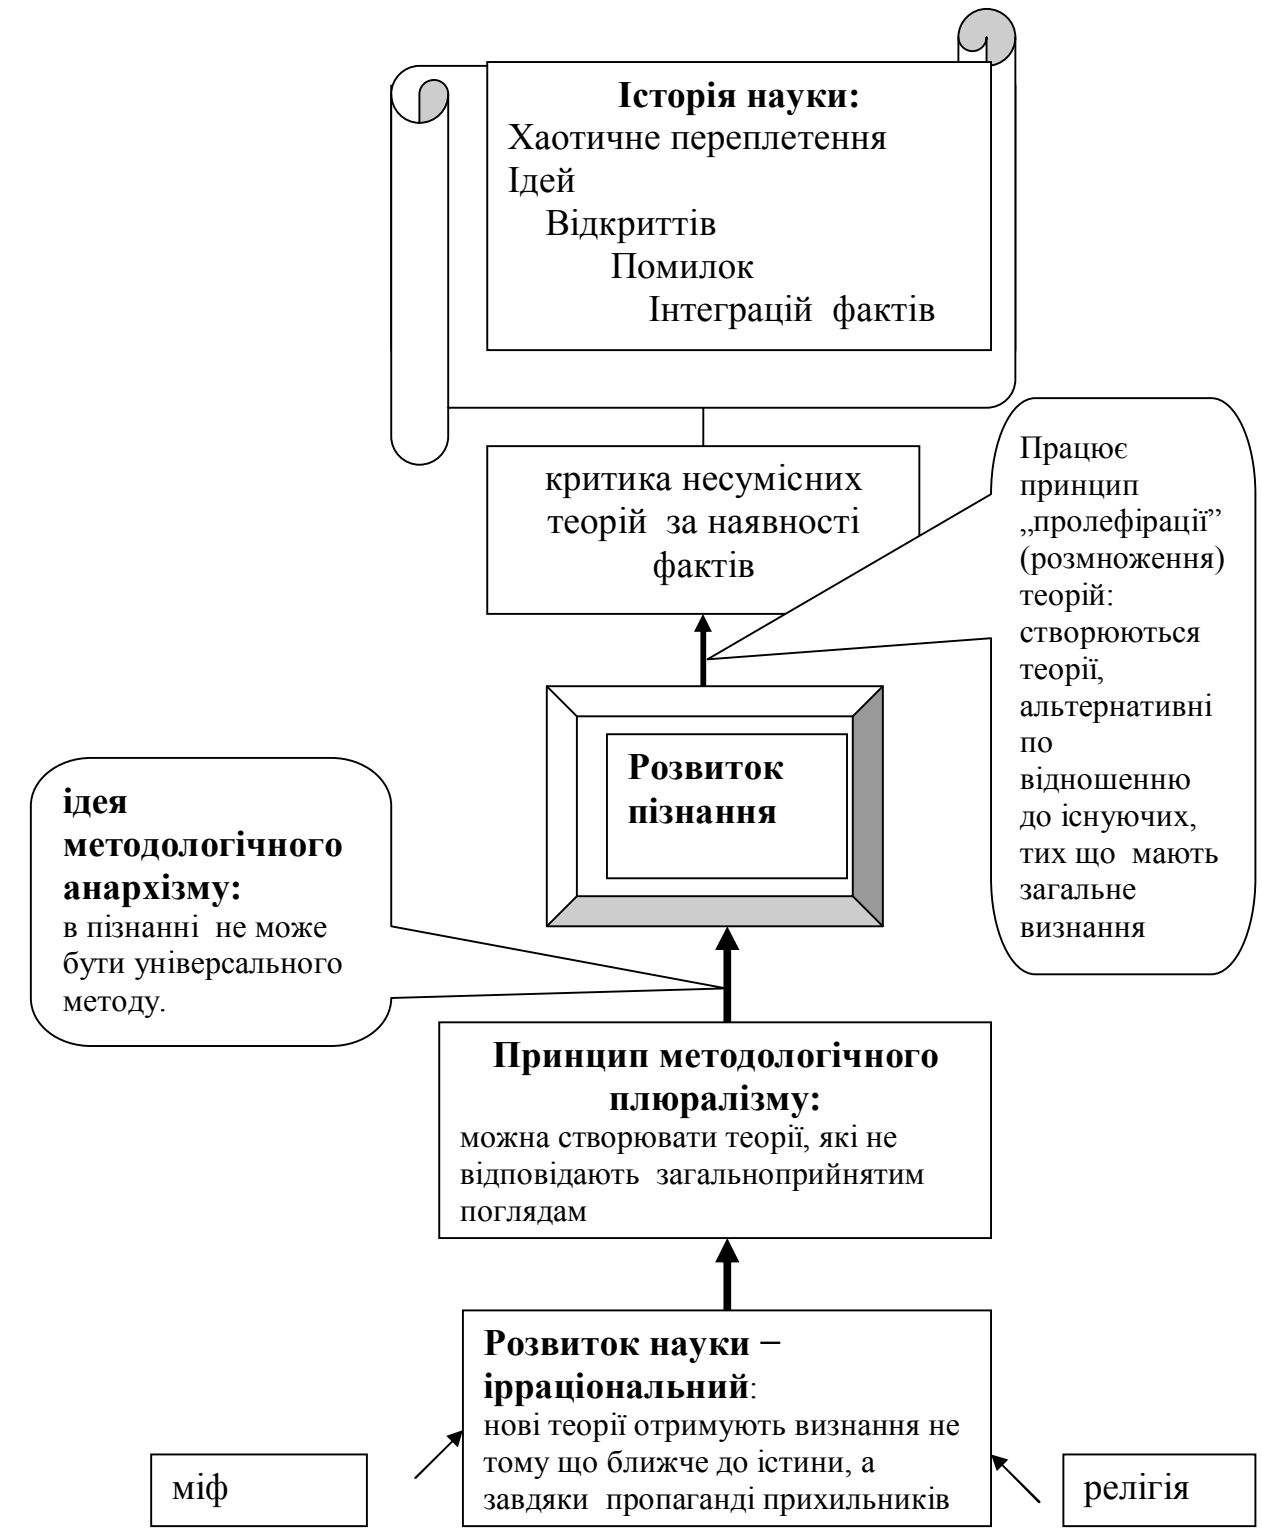 Історія науки:
Хаотичне переплетення
Ідей
Відкриттів
Помилок
Інтеграцій фактів
критика несумісних
теорій за наявності
фактів
Працює
принцип
„пролефірації”
(розмноження)
теорій:
створюються
теорії,
альтернативні
по
відношенню
до існуючих,
тих що мають
загальне
визнання
Розвиток
пізнання
ідея
методологічного
анархізму:
в пізнанні не може
бути універсального
методу.
Принцип методологічного
плюралізму:
можна створювати теорії, які не
відповідають загальноприйнятим
поглядам
Розвиток науки –
ірраціональний:
нові теорії отримують визнання не
тому що ближче до істини, а
завдяки пропаганді прихильників
міф
релігія